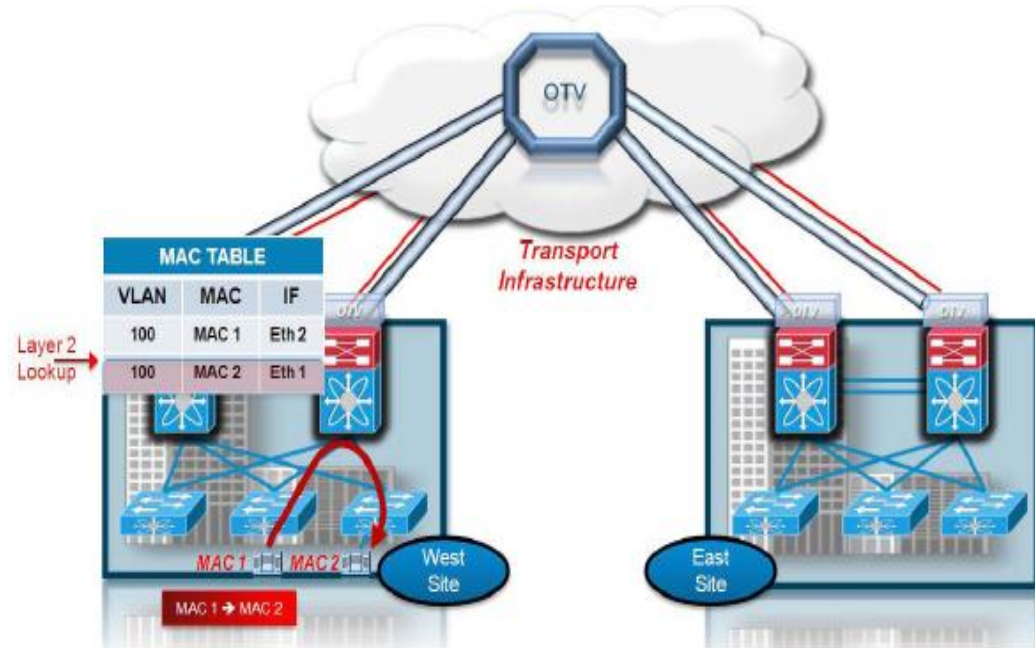 OTV
Transport
Infrastructure
MAC TABLE
VLAN MAC IF
100 MAC 1 Eth 2
100 MAC 2 Eth 1
Layer 2
Lookup
OTV
OTV
OTV
MAC 1
MAC 2
West
Site
East
Site
MAC 1 ➔ MAC 2